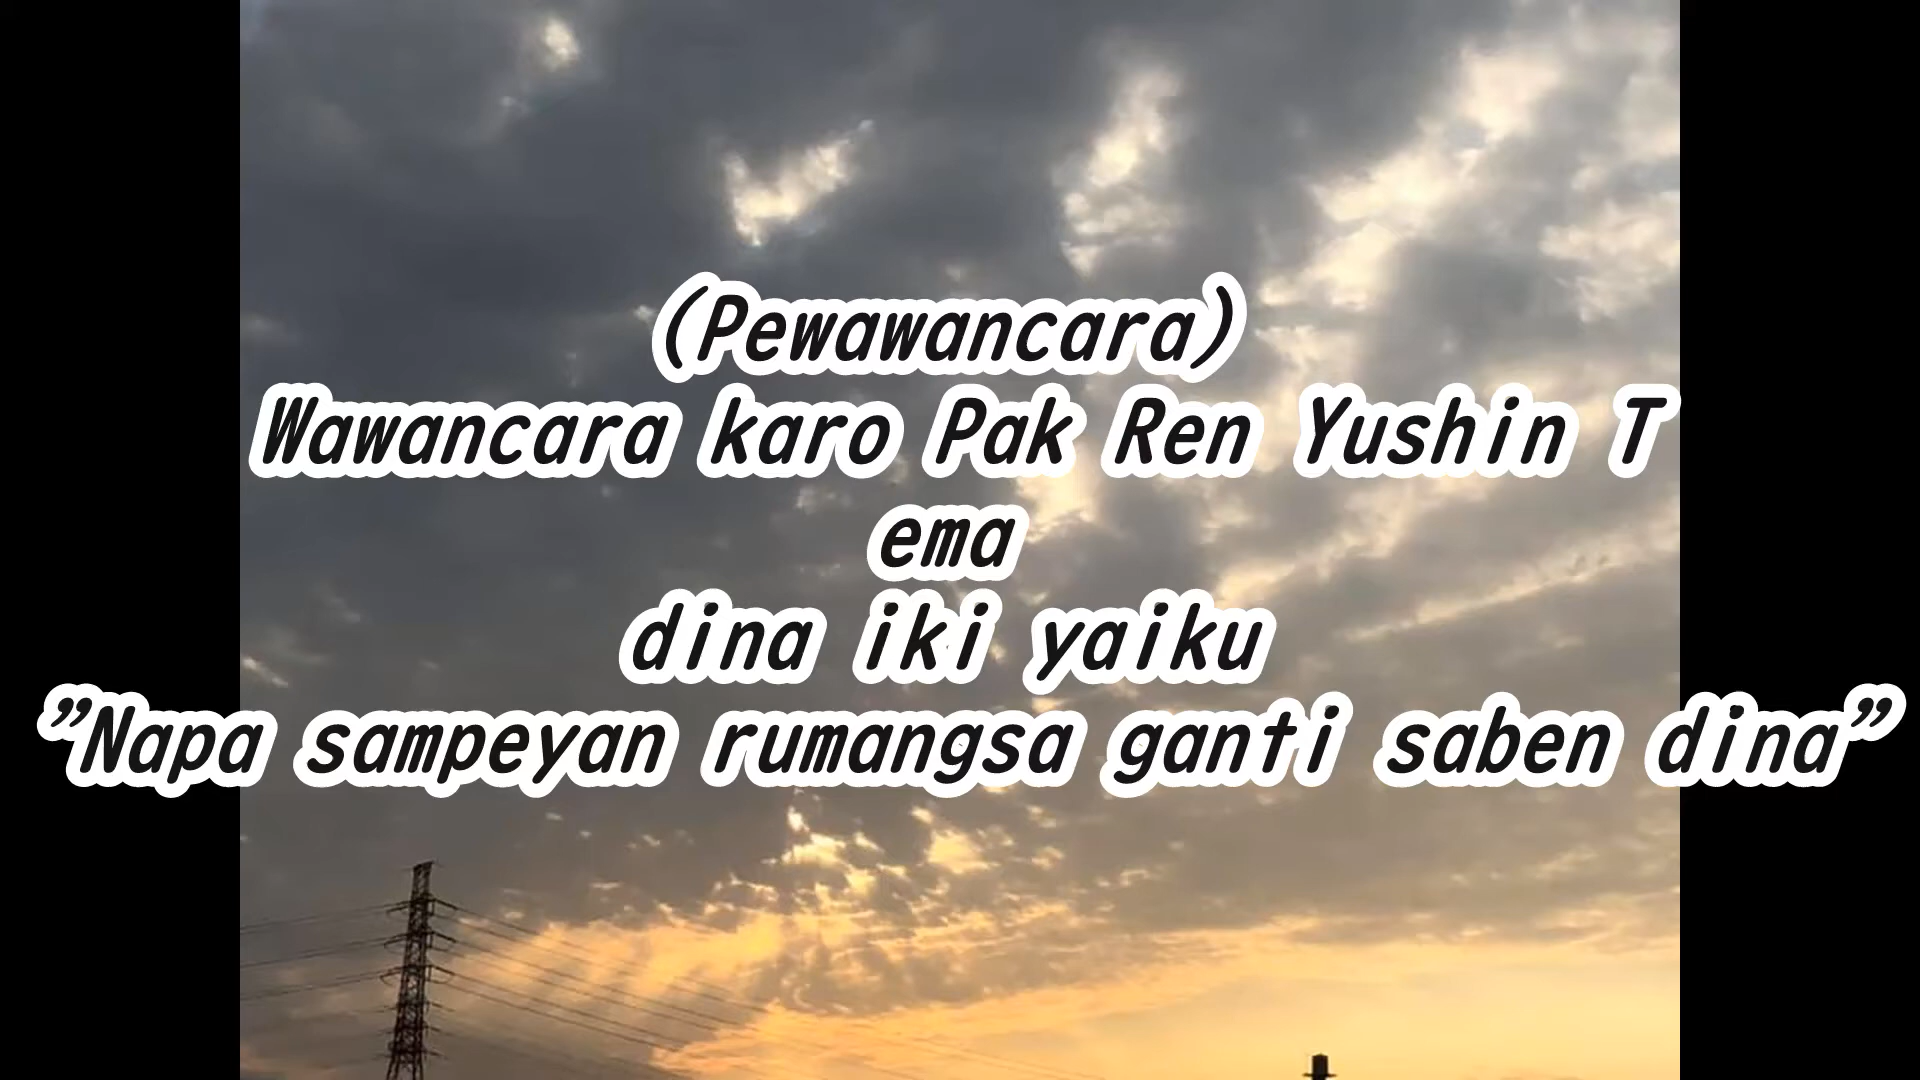 (Pewawancara)
Wawancara karo Pak Ren Yushin T
ema
dina iki yaiku
”Napa sampeyan rumangsa ganti saben dina”